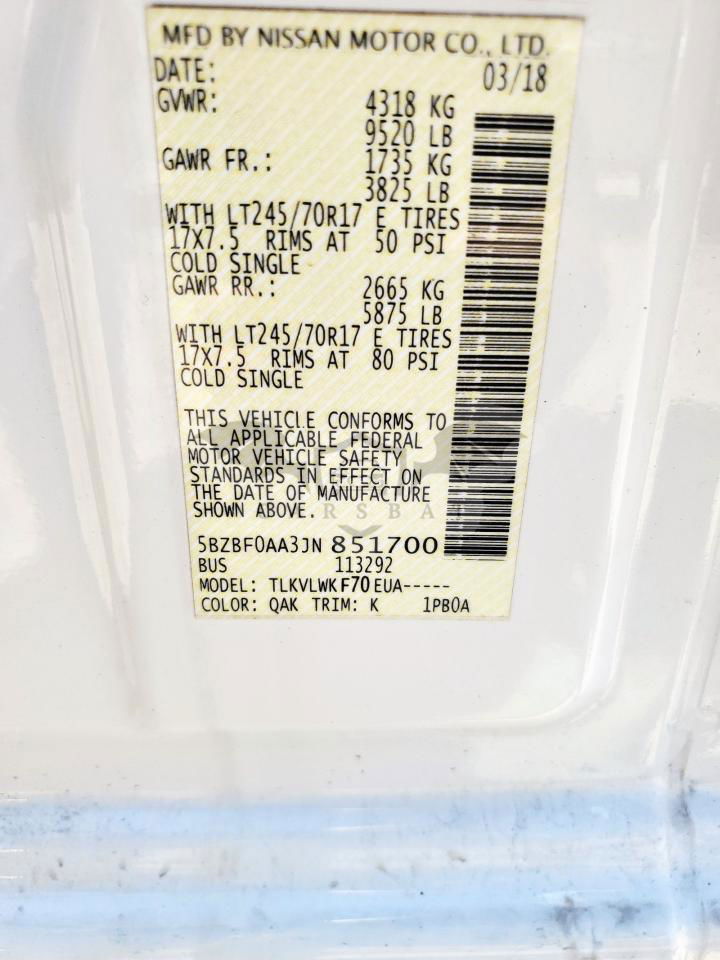 MFD BY NISSAN MOTOR CO., LTD.
DATE: 03/18
GVWR: 4318 KG
9520 LB
GAWR FR.: 1735 KG
3825 LB
WITH LT245/70R17 E TIRES
17X7.5 RIMS AT 50 PSI
COLD SINGLE
GAWR RR.: 2665 KG
5875 LB
WITH LT245/70R17 E TIRES
17X7.5 RIMS AT 80 PSI
COLD SINGLE
THIS VEHICLE CONFORMS TO
ALL APPLICABLE FEDERAL
MOTOR VEHICLE SAFETY
STANDARDS IN EFFECT ON
THE DATE OF MANUFACTURE
SHOWN ABOVE.
5BZBF0AA3JN 851700
BUS 113292
MODEL: TLKVLWK F70 EUA-----
COLOR: QAK TRIM: K 1PB0A